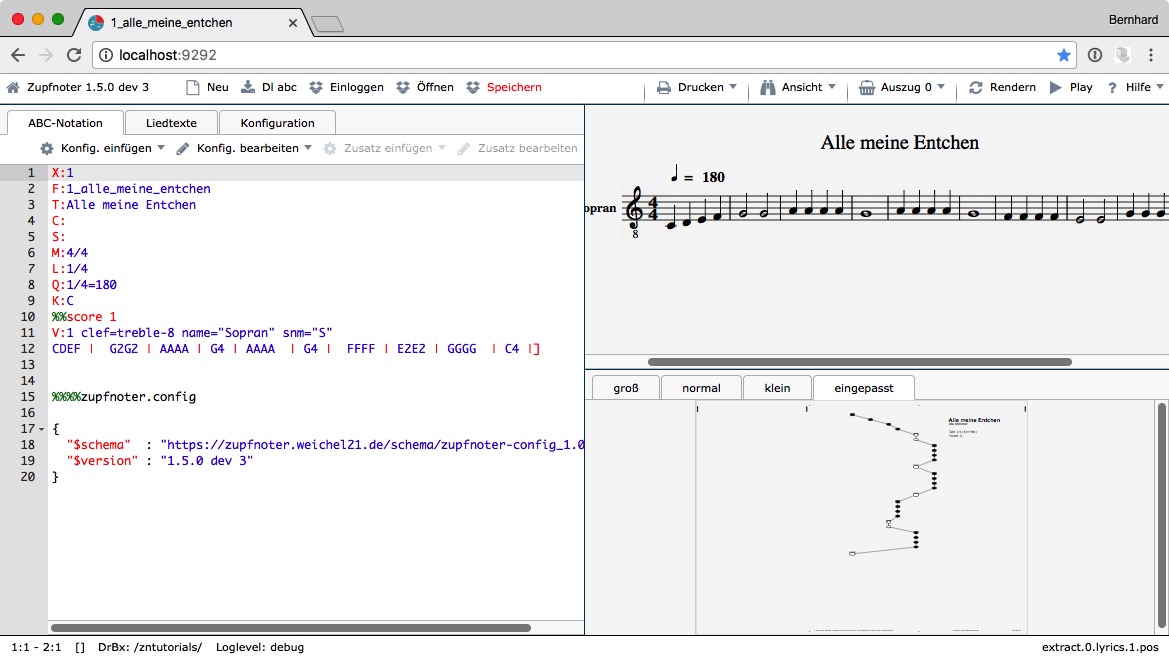 1_alle_meine_entchen
Bernhard
localhost:9292
Zupfnoter 1.5.0 dev 3 Neu Dl abc Einloggen Öffnen Speichern Drucken Ansicht Auszug 0 Rendern Play ? Hilfe
ABC-Notation Liedtexte Konfiguration
Konfig. einfügen Konfig. bearbeiten Zusatz einfügen Zusatz bearbeiten
1 X:1
2 F:1_alle_meine_entchen
3 T:Alle meine Entchen
4 C:
5 S:
6 M:4/4
7 L:1/4
8 Q:1/4=180
9 K:C
10 %%score 1
11 V:1 clef=treble-8 name="Sopran" snm="S"
12 CDEF | G2G2 | AAAA | G4 | AAAA | G4 | FFFF | E2E2 | GGGG | C4 |]
13
14
15 %%%%zupfnoter.config
16
17 {
18 "$schema" : "https://zupfnoter.weichel21.de/schema/zupfnoter-config_1.0
19 "$version" : "1.5.0 dev 3"
20 }
Alle meine Entchen
= 180
opran
4
4
8
groß normal klein eingepasst
Alle meine Entchen
1:1 - 2:1 [] DrBx: /zntutorials/ Loglevel: debug
extract.0.lyrics.1.pos